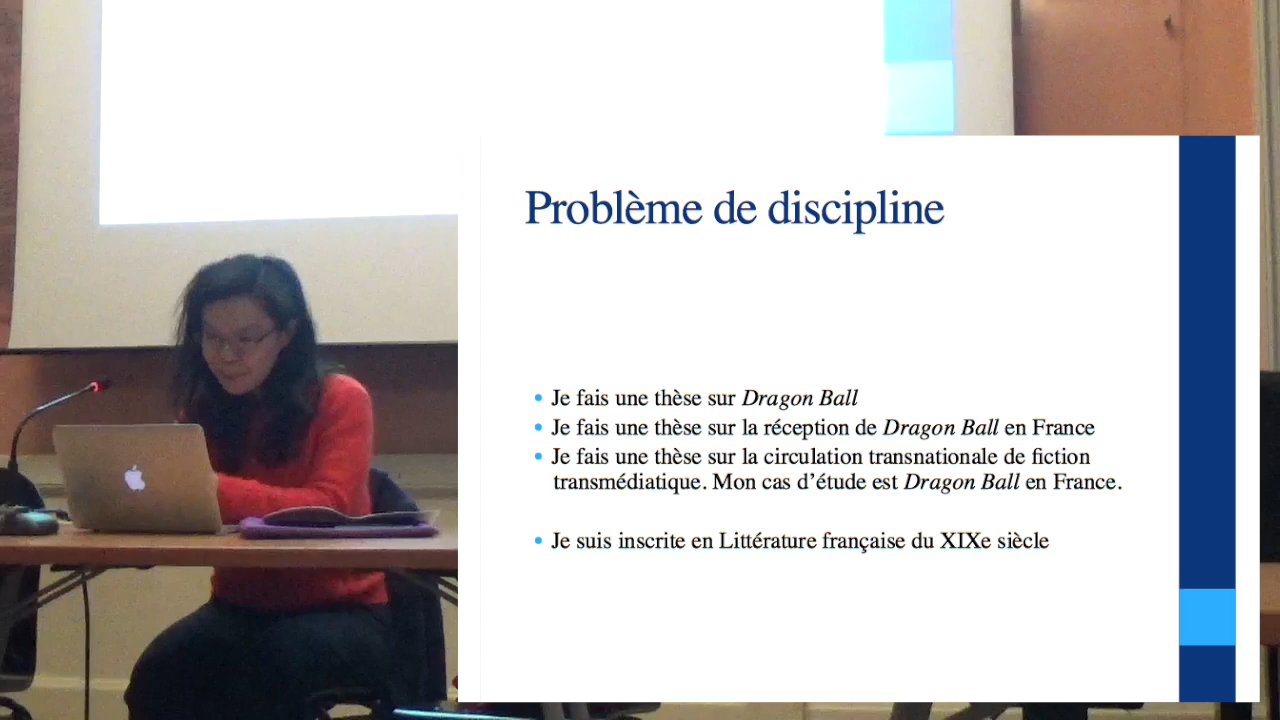 Problème de discipline
• Je fais une thèse sur Dragon Ball
• Je fais une thèse sur la réception de Dragon Ball en France
• Je fais une thèse sur la circulation transnationale de fiction
transmédiatique. Mon cas d’étude est Dragon Ball en France.
• Je suis inscrite en Littérature française du XIXe siècle